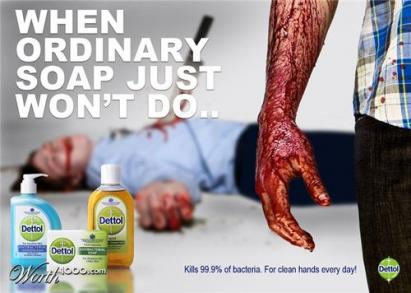 WHEN
ORDINARY
SOAP JUST
WON'T DO..
Dettol
Dettol
Dettol
SOAP
Worth1000.com
Kills 99.9% of bacteria. For clean hands every day!
Dettol